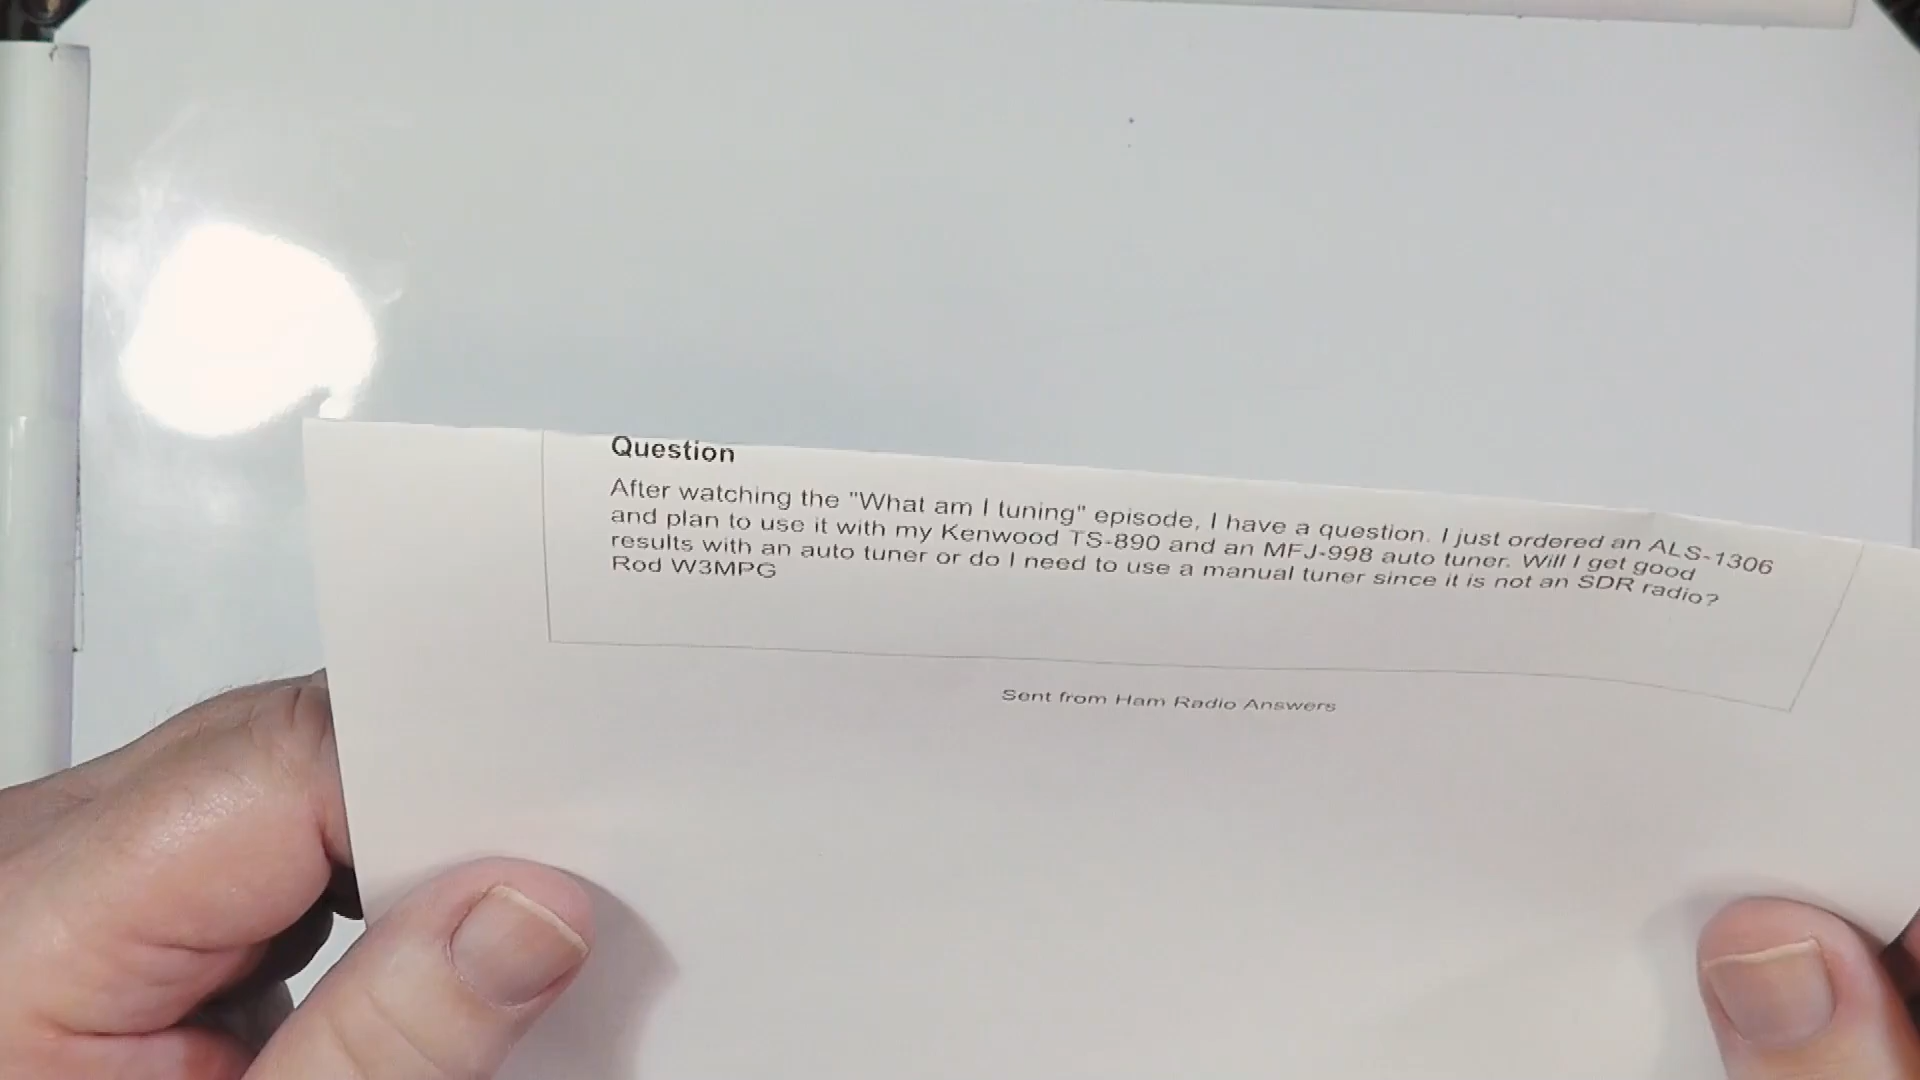 Question
After watching the "What am I tuning" episode, I have a question. I just ordered an ALS-1306
and plan to use it with my Kenwood TS-890 and an MFJ-998 auto tuner. Will I get good
results with an auto tuner or do I need to use a manual tuner since it is not an SDR radio?
Rod W3MPG
Sent from Ham Radio Answers